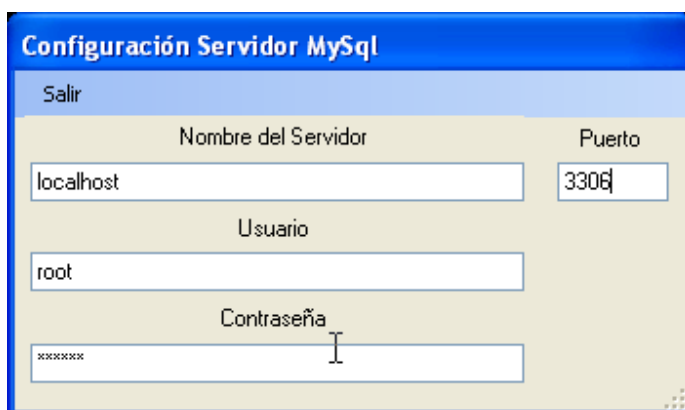 Configuración Servidor MySql
Salir
Nombre del Servidor Puerto
localhost 3306
Usuario
root
Contraseña
******